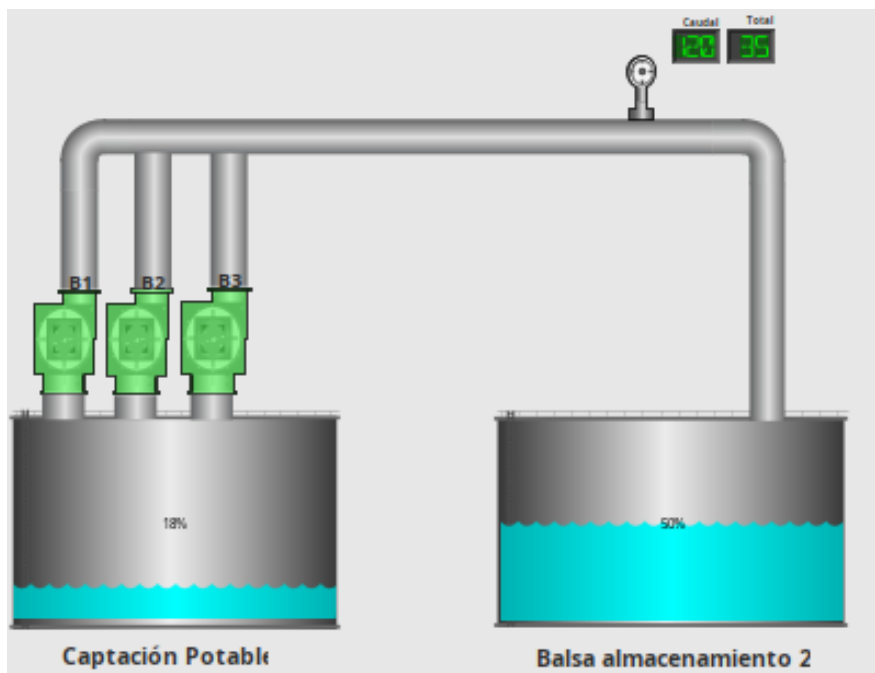 Caudal Total
120 35
B1 B2 B3
18% 50%
Captación Potable
Balsa almacenamiento 2